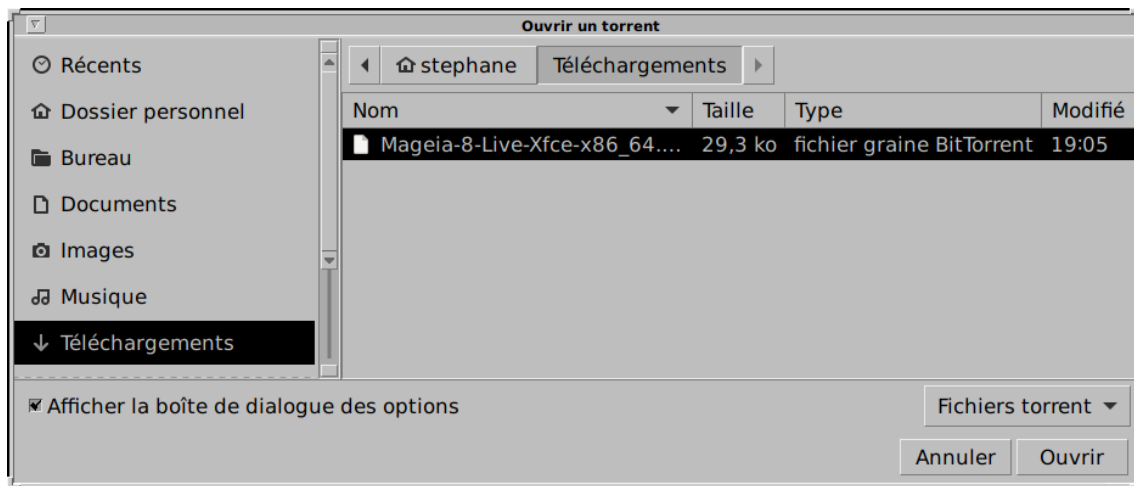 Ouvrir un torrent
Récents
Dossier personnel
Bureau
Documents
Images
Musique
Téléchargements
stephane Téléchargements
Nom Taille Type Modifié
Mageia-8-Live-Xfce-x86_64.... 29,3 ko fichier graine BitTorrent 19:05
Afficher la boîte de dialogue des options
Fichiers torrent
Annuler Ouvrir